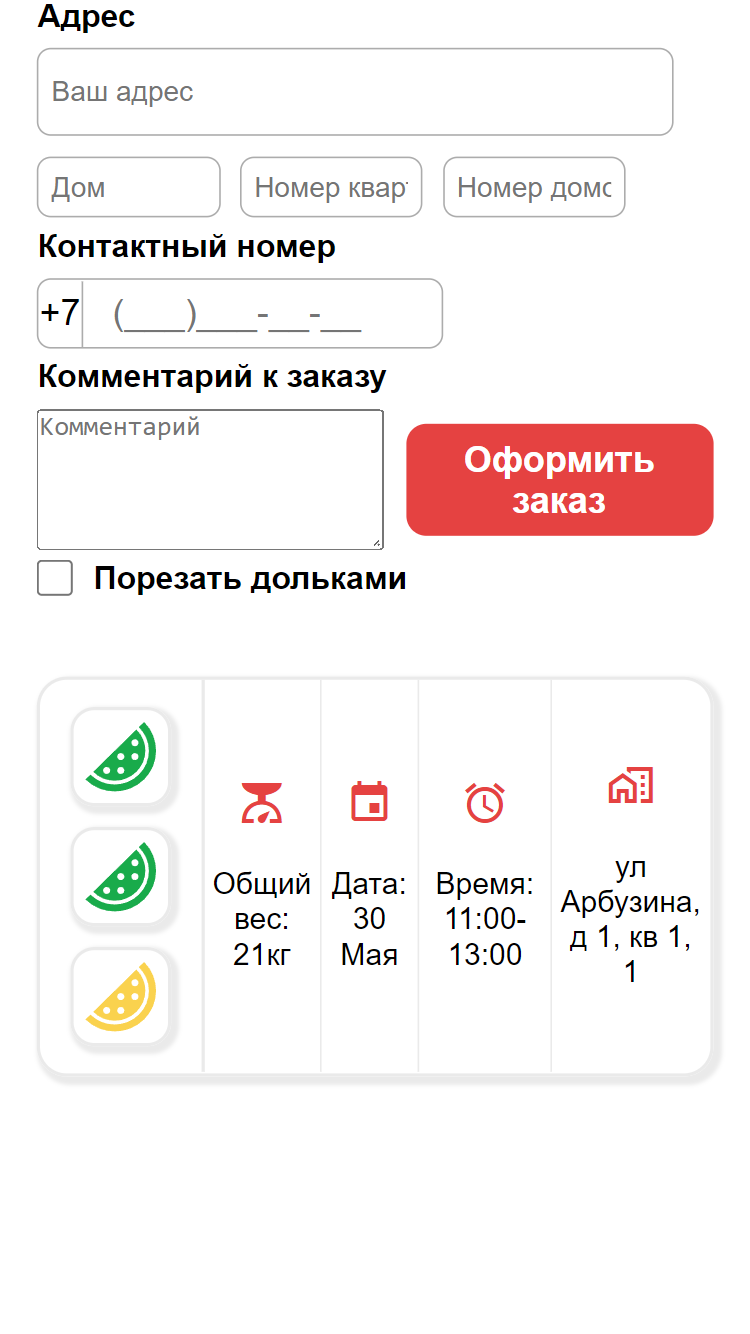 Адрес
Ваш адрес
Дом
Номер кварт
Номер домо
Контактный номер
+7 (___)___-__-__
Комментарий к заказу
Комментарий
Оформить
заказ
Порезать дольками
Общий
вес:
21кг
Дата:
30
Мая
Время:
11:00-
13:00
ул
Арбузина,
д 1, кв 1,
1